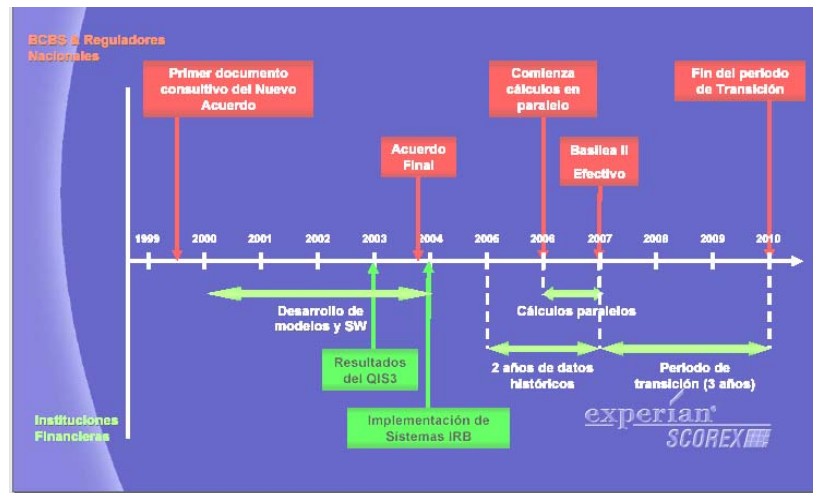 BCBS & Reguladores
Nacionales
Primer documento
consultivo del Nuevo
Acuerdo
Comienza
cálculos en
paralelo
Fin del periodo
de Transición
Acuerdo
Final
Basilea II
Efectivo
1999 2000 2001 2002 2003 2004 2005 2006 2007 2008 2009 2010
Desarrollo de
modelos y SW
Cálculos paralelos
Resultados
del QIS3
2 años de datos
históricos
Periodo de
transición (3 años)
Implementación de
Sistemas IRB
Instituciones
Financieras
experian
SCOREX